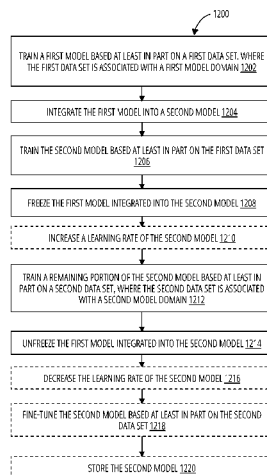 1200
TRAIN A FIRST MODEL BASED AT LEAST IN PART ON A FIRST DATA SET, WHERE
THE FIRST DATA SET IS ASSOCIATED WITH A FIRST MODEL DOMAIN 1202
INTEGRATE THE FIRST MODEL INTO A SECOND MODEL 1204
TRAIN THE SECOND MODEL BASED AT LEAST IN PART ON THE FIRST DATA SET
1206
FREEZE THE FIRST MODEL INTEGRATED INTO THE SECOND MODEL 1208
INCREASE A LEARNING RATE OF THE SECOND MODEL 1210
TRAIN A REMAINING PORTION OF THE SECOND MODEL BASED AT LEAST IN
PART ON A SECOND DATA SET, WHERE THE SECOND DATA SET IS ASSOCIATED
WITH A SECOND MODEL DOMAIN 1212
UNFREEZE THE FIRST MODEL INTEGRATED INTO THE SECOND MODEL 1214
DECREASE THE LEARNING RATE OF THE SECOND MODEL 1216
FINE-TUNE THE SECOND MODEL BASED AT LEAST IN PART ON THE SECOND
DATA SET 1218
STORE THE SECOND MODEL 1220